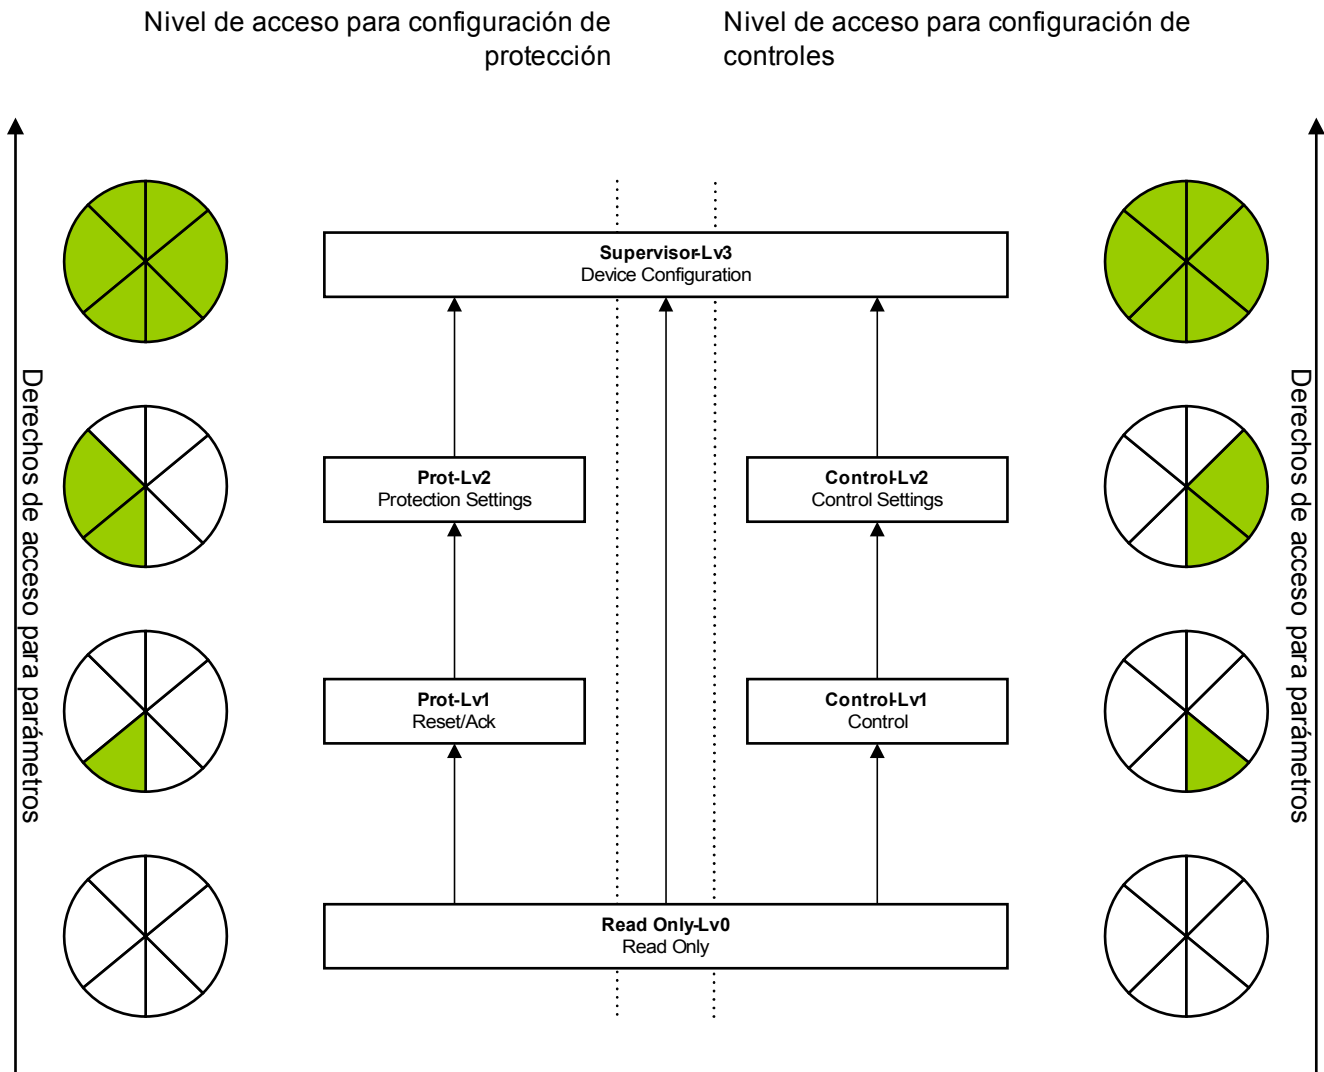 Nivel de acceso para configuración de
protección
Nivel de acceso para configuración de
controles
Derechos de acceso para parámetros
Supervisor-Lv3
Device Configuration
Prot-Lv2
Protection Settings
Control-Lv2
Control Settings
Prot-Lv1
Reset/Ack
Control-Lv1
Control
Read Only-Lv0
Read Only
Derechos de acceso para parámetros